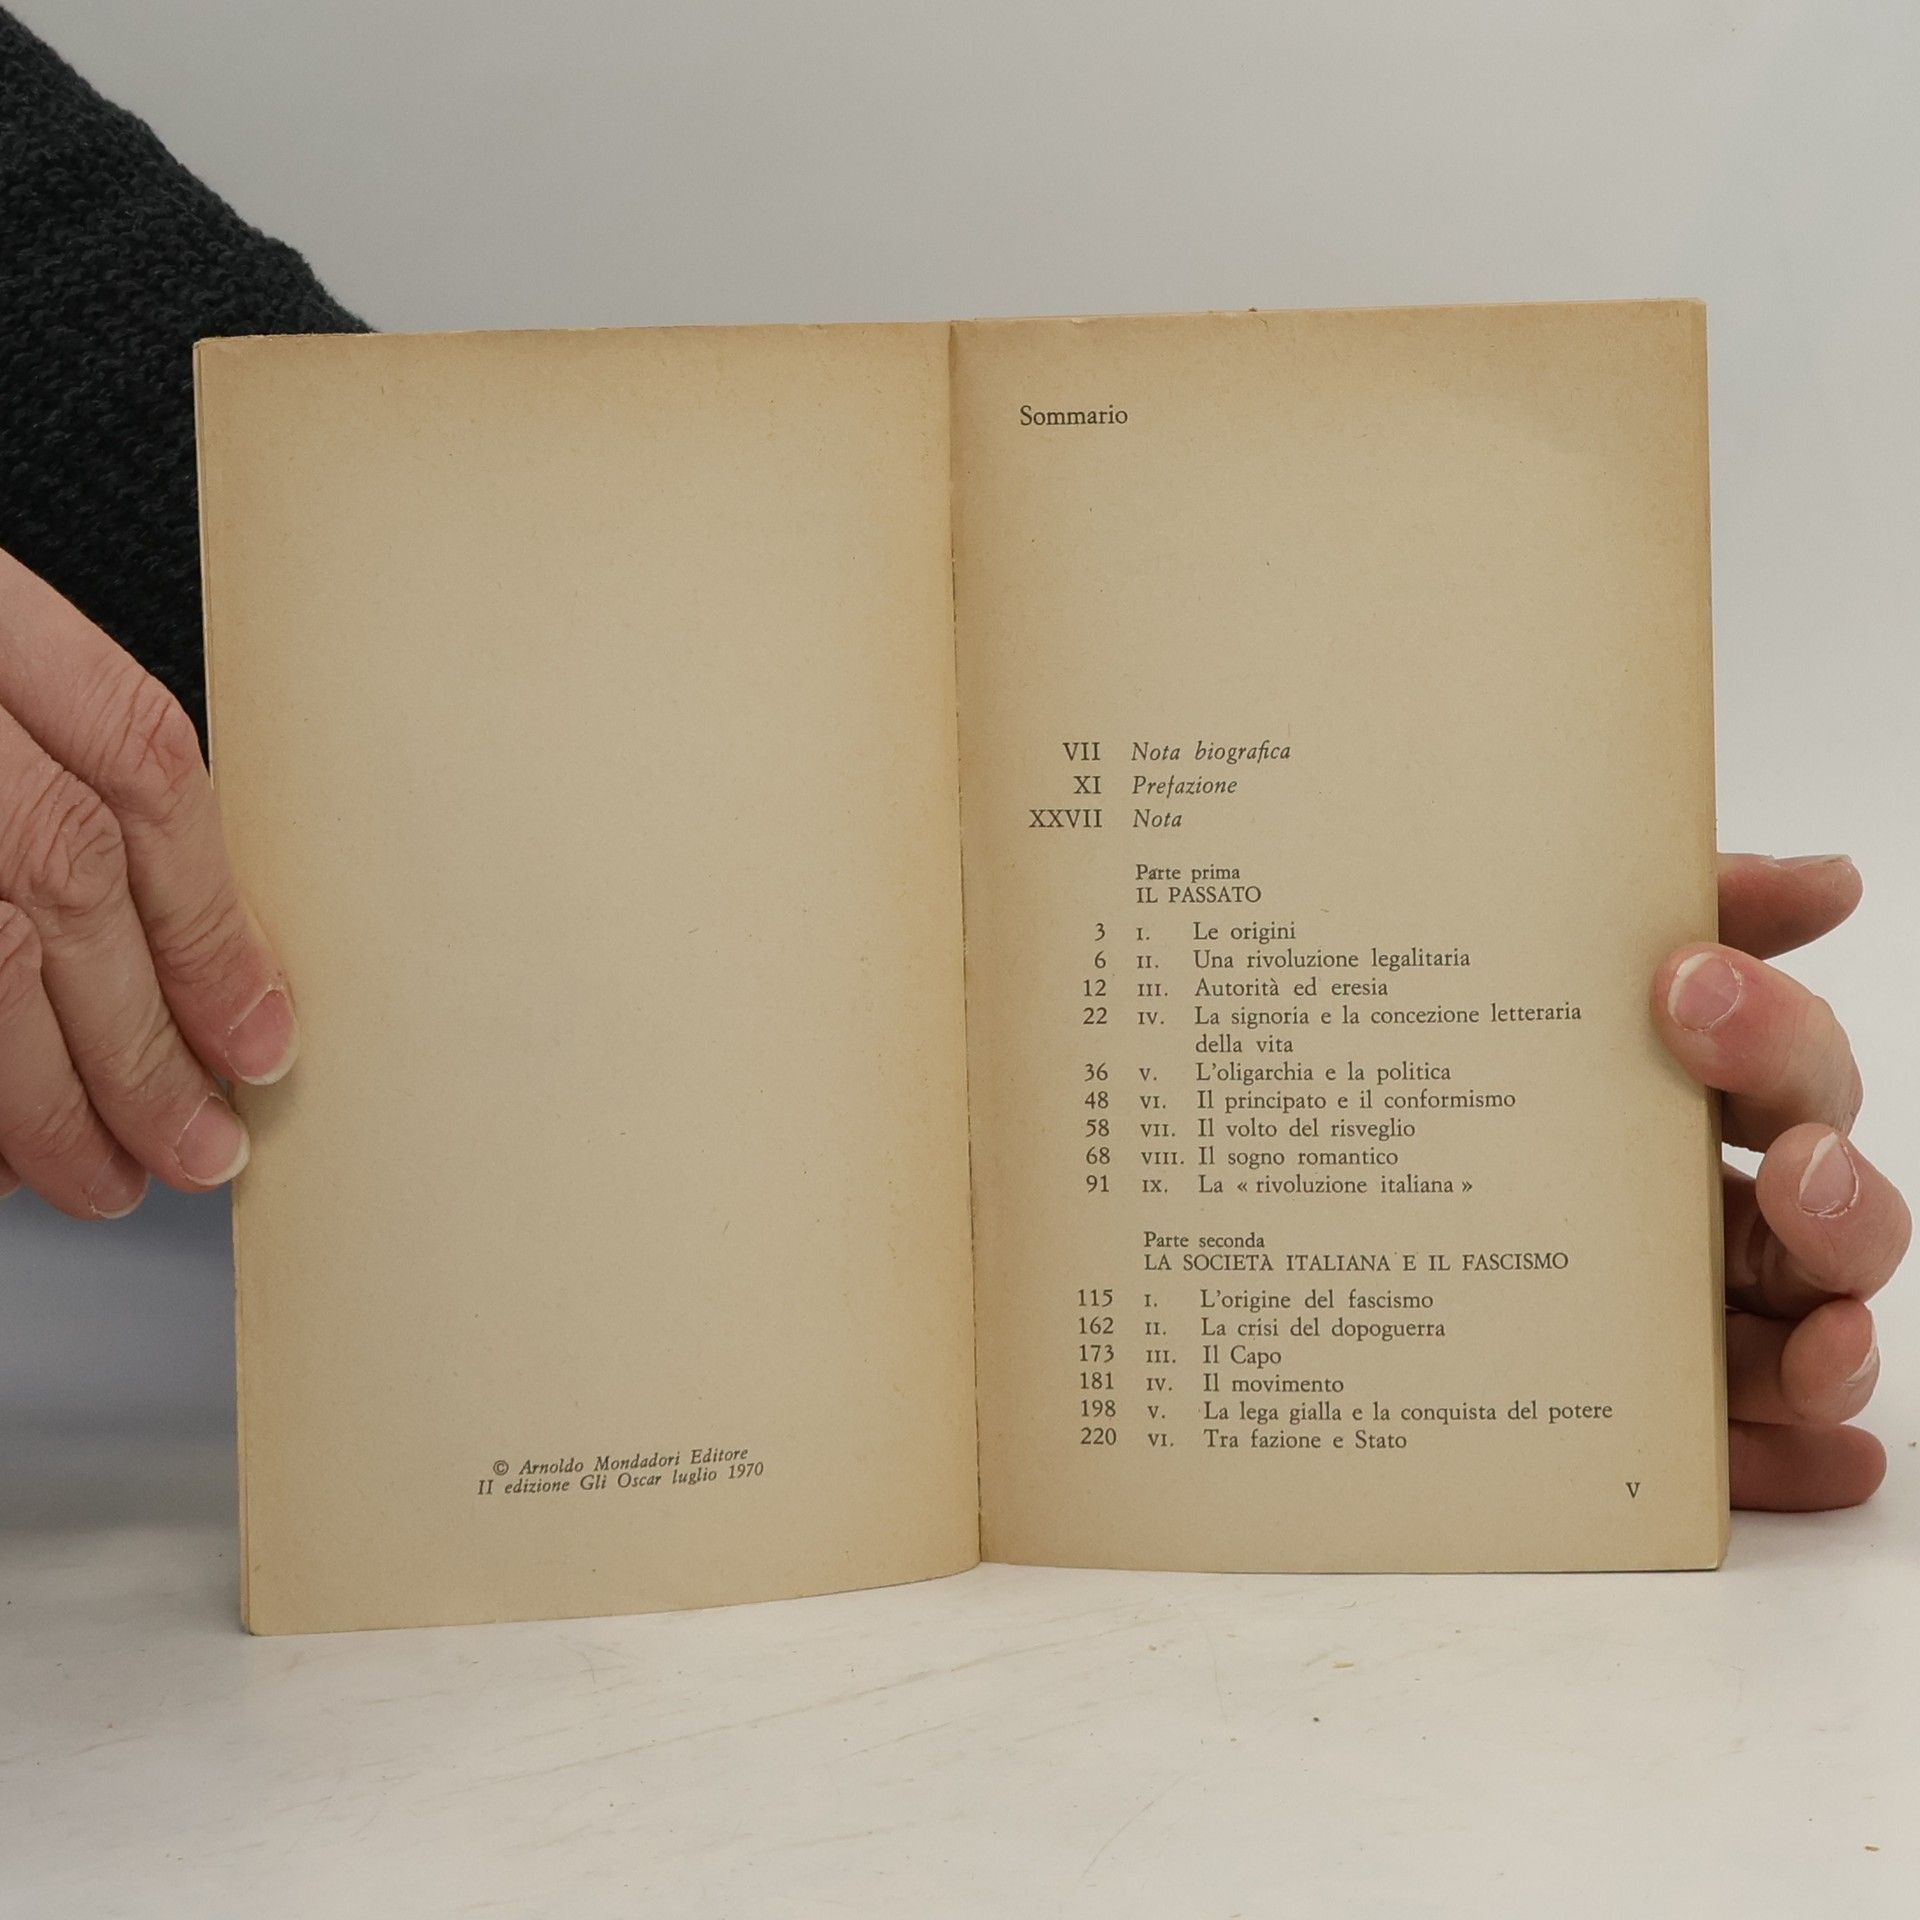 © Arnoldo Mondadori Editore
II edizione Gli Oscar luglio 1970
Sommario
VII Nota biografica
XI Prefazione
XXVII Nota
Parte prima
IL PASSATO
3 I. Le origini
6 II. Una rivoluzione legalitaria
12 III. Autorità ed eresia
22 IV. La signoria e la concezione letteraria
della vita
36 V. L'oligarchia e la politica
48 VI. Il principato e il conformismo
58 VII. Il volto del risveglio
68 VIII. Il sogno romantico
91 IX. La « rivoluzione italiana »
Parte seconda
LA SOCIETÀ ITALIANA E IL FASCISMO
115 I. L'origine del fascismo
162 II. La crisi del dopoguerra
173 III. Il Capo
181 IV. Il movimento
198 V. La lega gialla e la conquista del potere
220 VI. Tra fazione e Stato
V